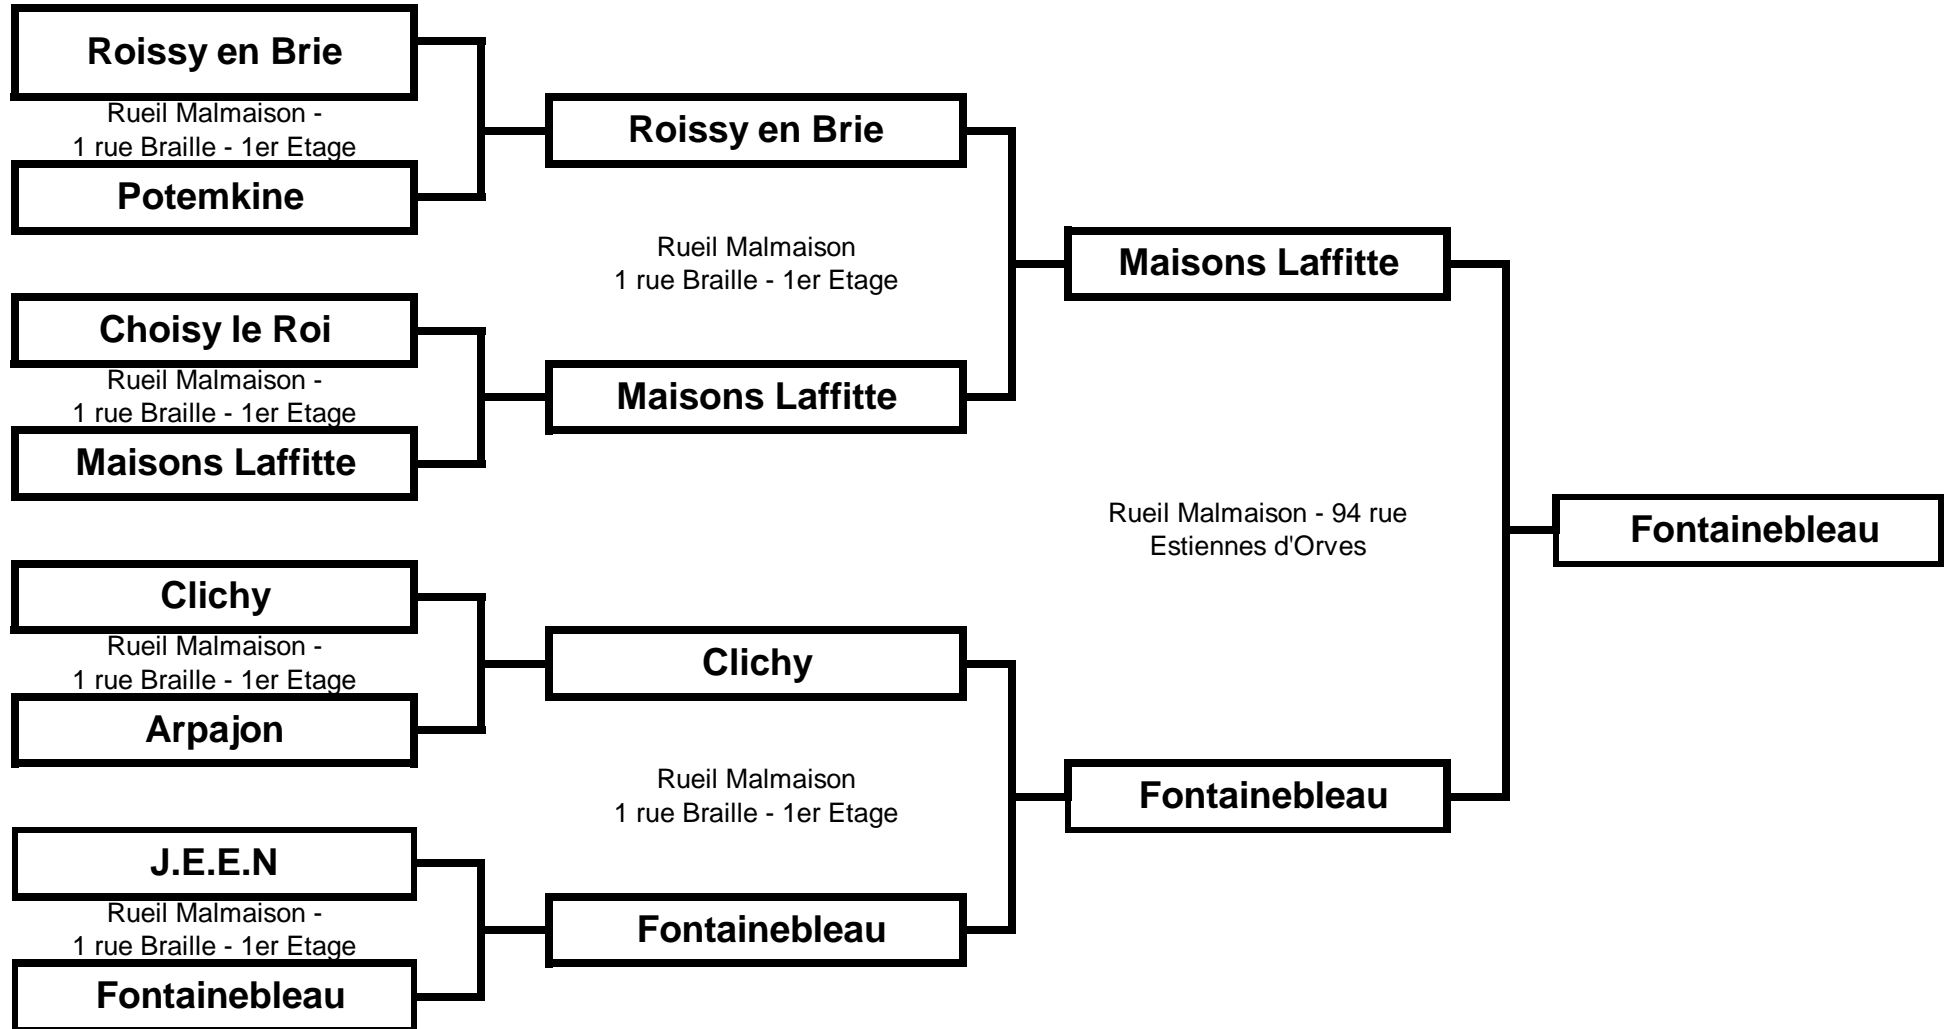 Roissy en Brie
Rueil Malmaison -
1 rue Braille - 1er Etage
Potemkine
Choisy le Roi
Rueil Malmaison -
1 rue Braille - 1er Etage
Maisons Laffitte
Clichy
Rueil Malmaison -
1 rue Braille - 1er Etage
Arpajon
J.E.E.N
Rueil Malmaison -
1 rue Braille - 1er Etage
Fontainebleau
Roissy en Brie
Rueil Malmaison
1 rue Braille - 1er Etage
Maisons Laffitte
Clichy
Rueil Malmaison
1 rue Braille - 1er Etage
Fontainebleau
Maisons Laffitte
Rueil Malmaison - 94 rue
Estiennes d'Orves
Fontainebleau
Fontainebleau